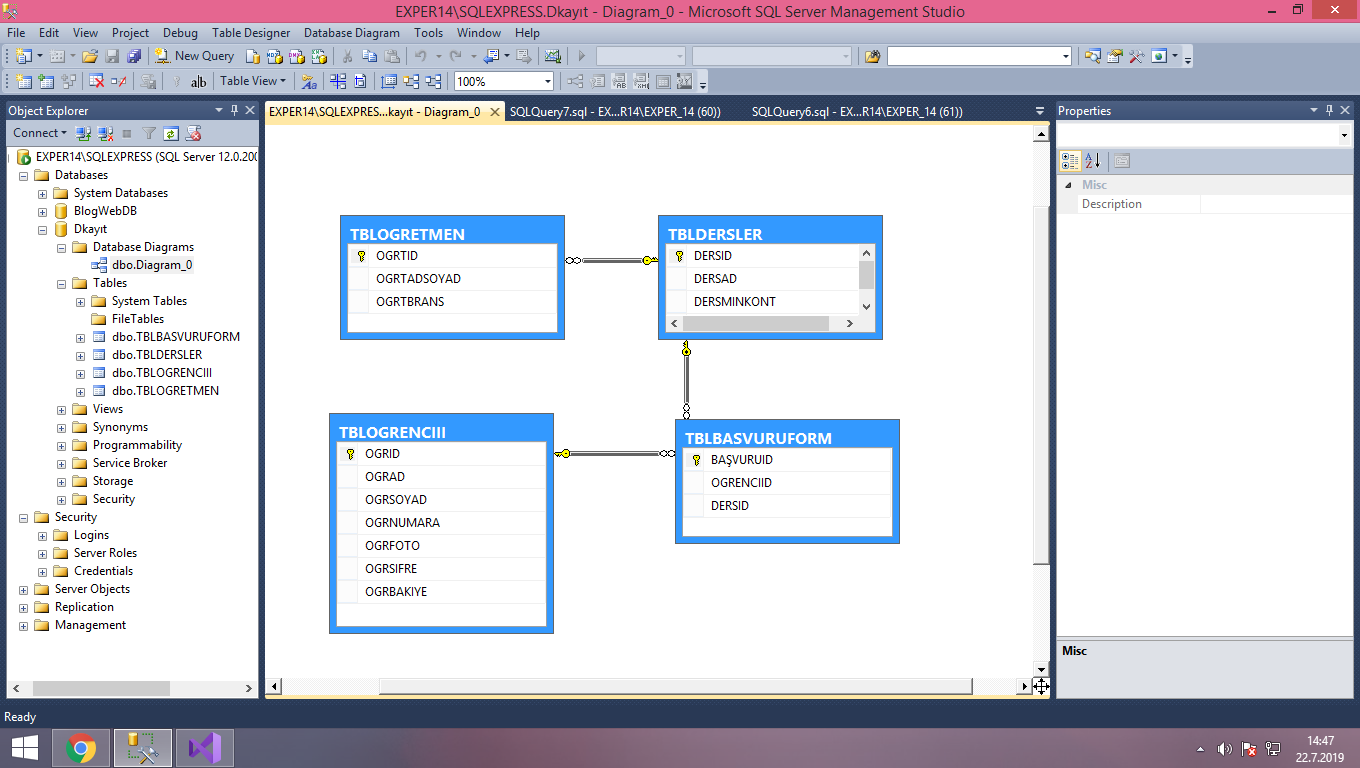 EXPER14\SQLEXPRESS.Dkayıt - Diagram_0 - Microsoft SQL Server Management Studio
File Edit View Project Debug Table Designer Database Diagram Tools Window Help
New Query
Table View 100%
Object Explorer
Connect
EXPER14\SQLEXPRESS (SQL Server 12.0.200
Databases
System Databases
BlogWebDB
Dkayıt
Database Diagrams
dbo.Diagram_0
Tables
System Tables
FileTables
dbo.TBLBASVURUFORM
dbo.TBLDERSLER
dbo.TBLOGRENCIII
dbo.TBLOGRETMEN
Views
Synonyms
Programmability
Service Broker
Storage
Security
Security
Logins
Server Roles
Credentials
Server Objects
Replication
Management
EXPER14\SQLEXPRES...kayıt - Diagram_0 SQLQuery7.sql - EX...R14\EXPER_14 (60)) SQLQuery6.sql - EX...R14\EXPER_14 (61))
TBLOGRETMEN
OGRTID
OGRTADSOYAD
OGRTBRANS
TBLDERSLER
DERSID
DERSAD
DERSMINKONT
TBLOGRENCIII
OGRID
OGRAD
OGRSOYAD
OGRNUMARA
OGRFOTO
OGRSIFRE
OGRBAKIYE
TBLBASVURUFORM
BAŞVURUID
OGRENCIID
DERSID
Properties
Misc
Description
Misc
Ready
14:47
22.7.2019